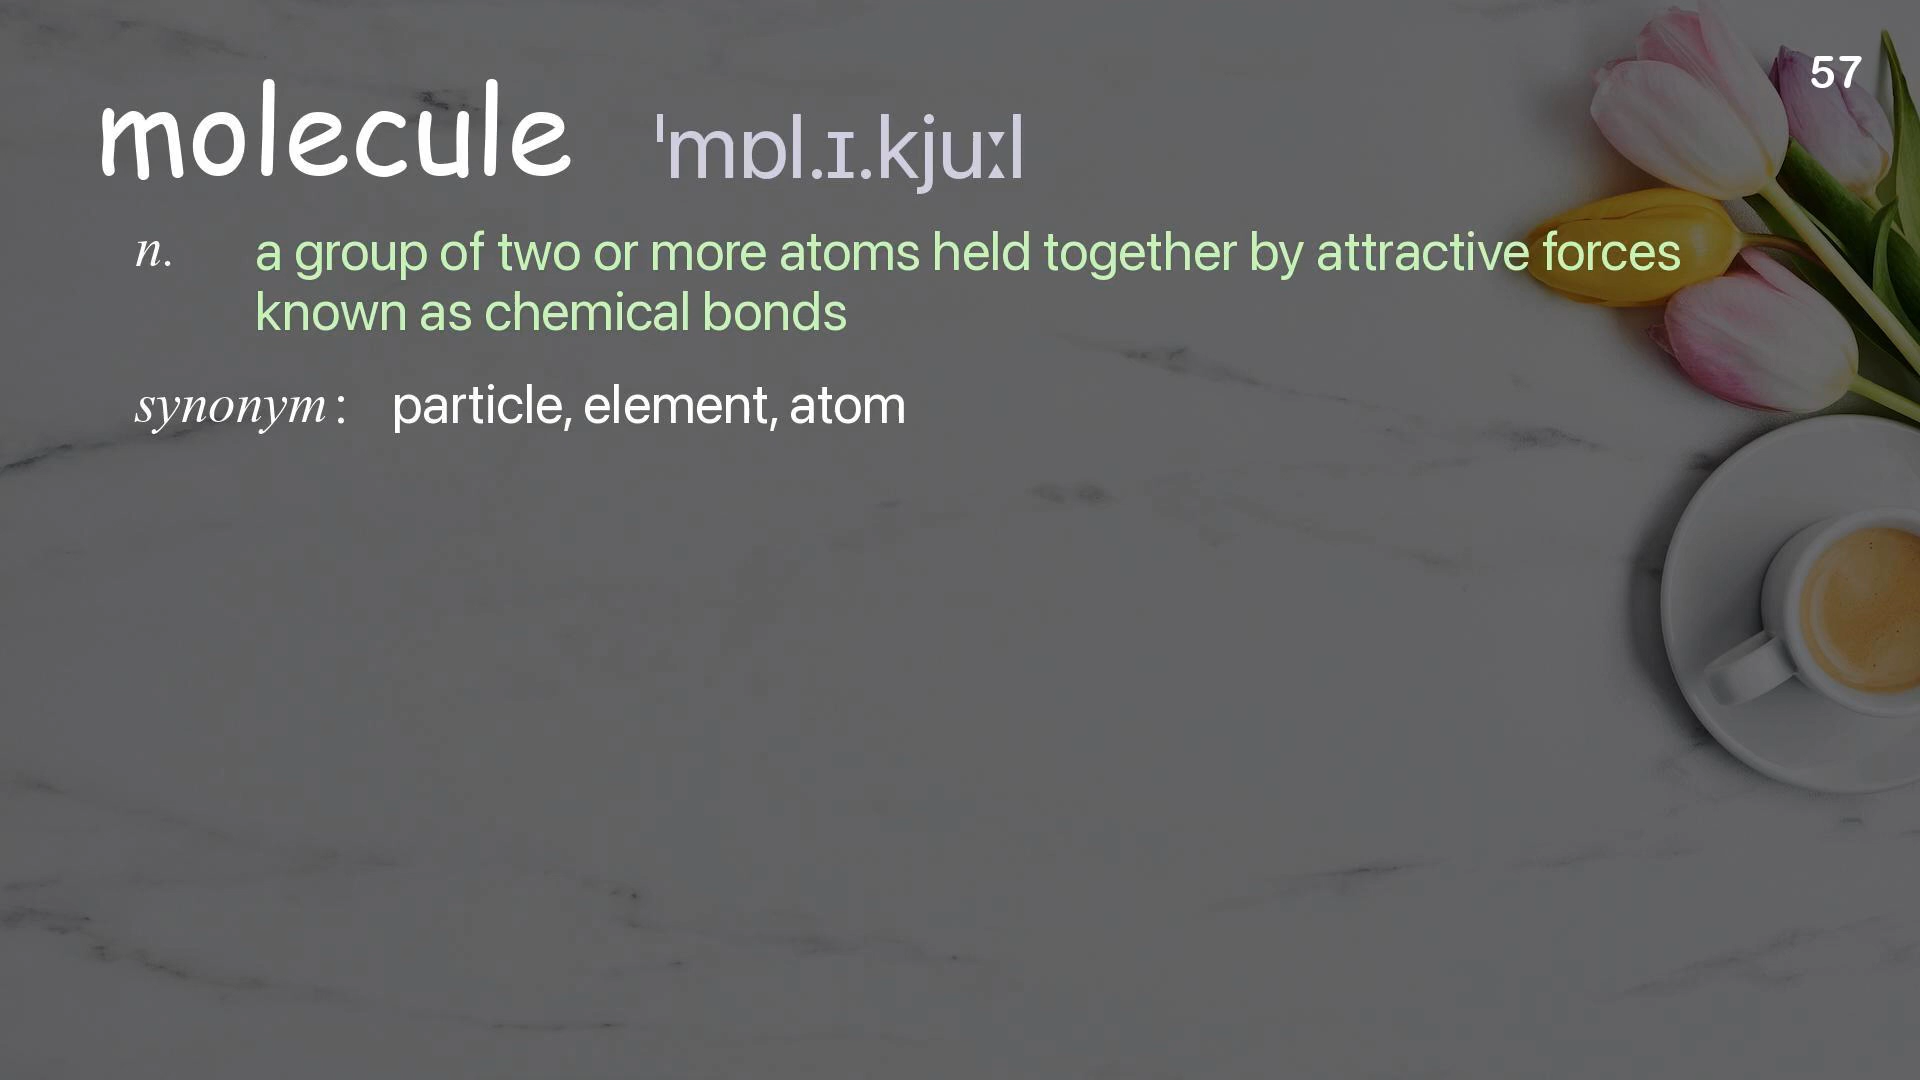 57
molecule ˈmɒl.ɪ.kjuːl
n. a group of two or more atoms held together by attractive forces
known as chemical bonds
synonym: particle, element, atom